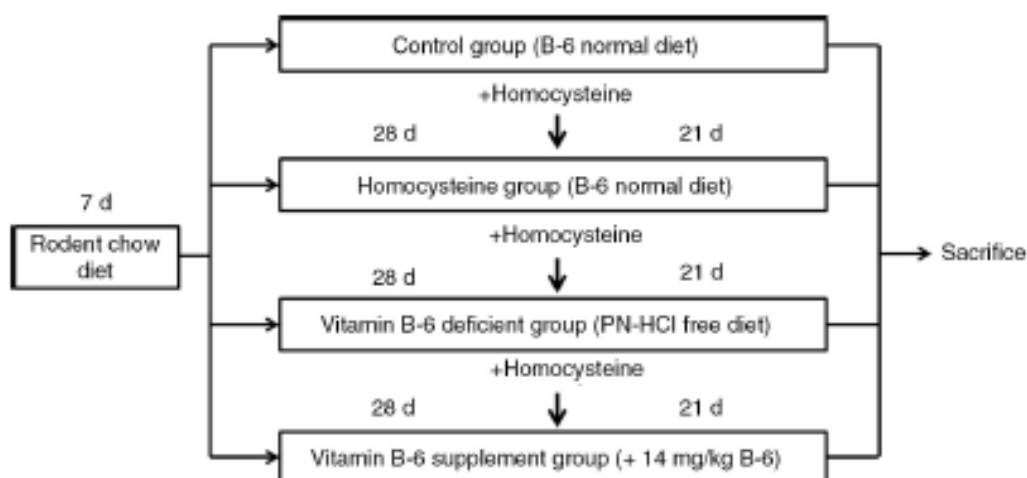 Control group (B-6 normal diet)
+Homocysteine
28 d 21 d
Homocysteine group (B-6 normal diet)
7 d
Rodent chow
diet
+Homocysteine
Sacrifice
28 d 21 d
Vitamin B-6 deficient group (PN-HCl free diet)
+Homocysteine
28 d 21 d
Vitamin B-6 supplement group (+ 14 mg/kg B-6)